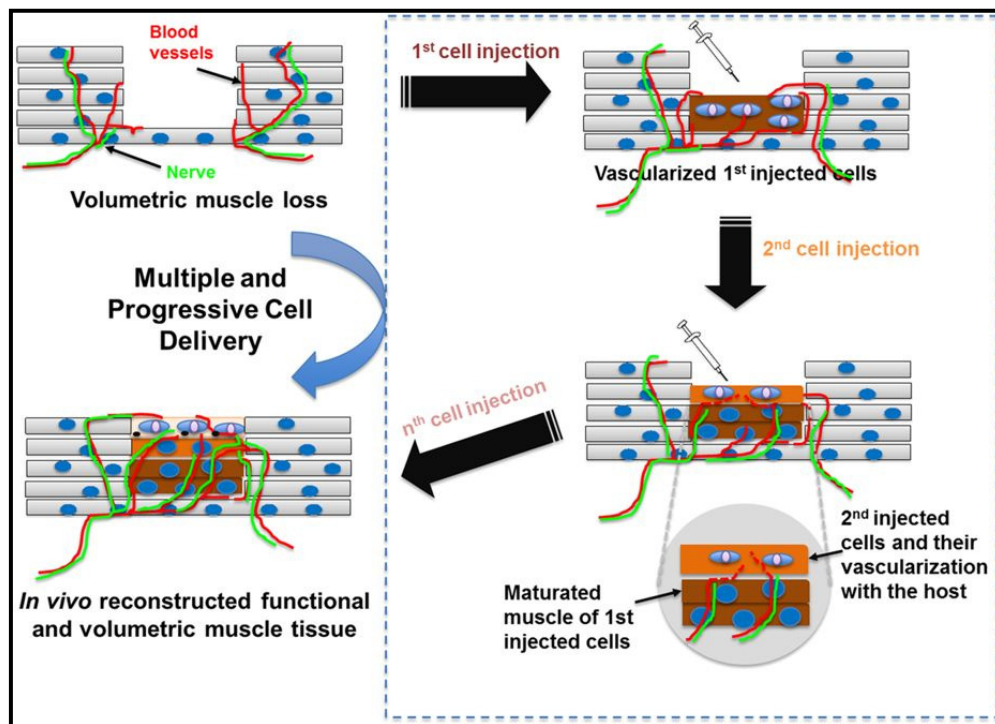 Blood
vessels
Nerve
Volumetric muscle loss
1st cell injection
Vascularized 1st injected cells
2nd cell injection
Multiple and
Progressive Cell
Delivery
nth cell injection
2nd injected
cells and their
vascularization
with the host
Maturated
muscle of 1st
injected cells
In vivo reconstructed functional
and volumetric muscle tissue